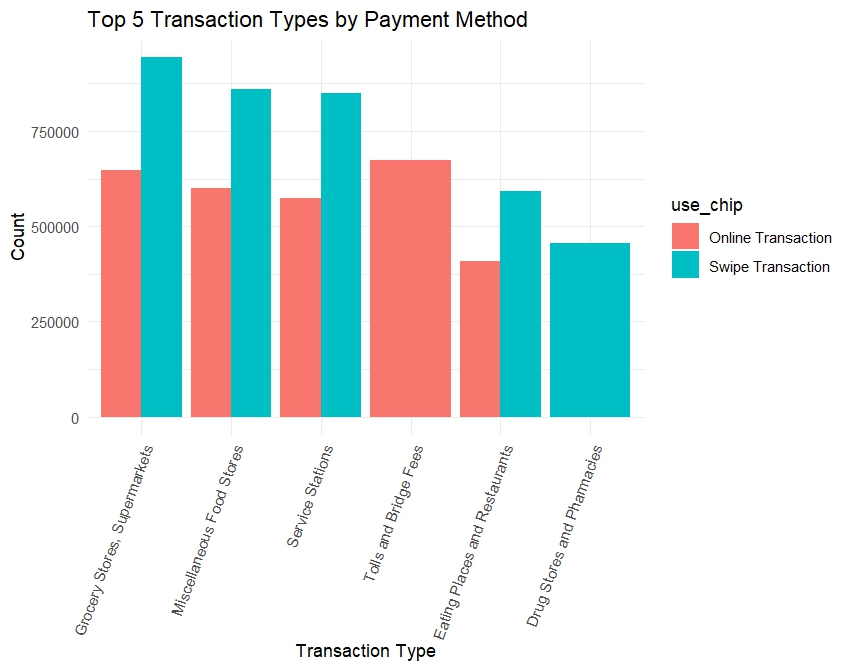 Top 5 Transaction Types by Payment Method
Count
750000
500000
250000
0
Grocery Stores, Supermarkets
Miscellaneous Food Stores
Service Stations
Tolls and Bridge Fees
Eating Places and Restaurants
Drug Stores and Pharmacies
Transaction Type
use_chip
Online Transaction
Swipe Transaction